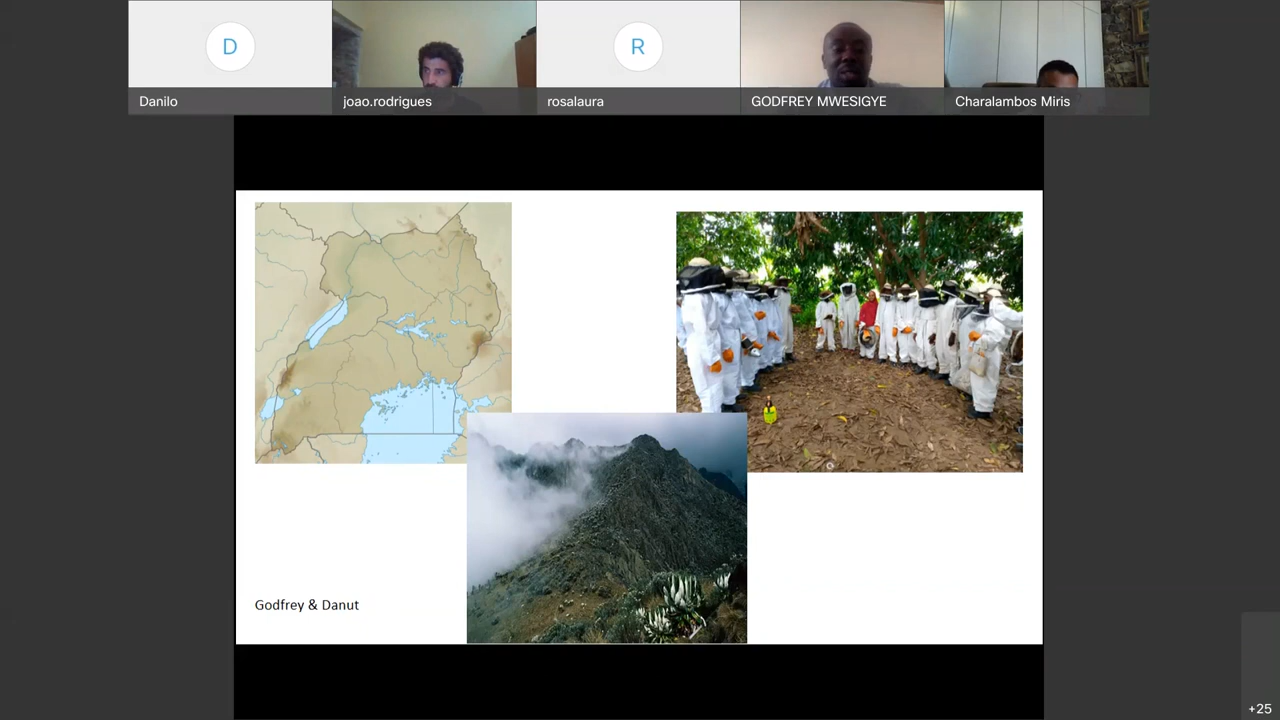 D
R
Danilo
joao.rodrigues
rosalaura
GODFREY MWESIGYE
Charalambos Miris
Godfrey & Danut
+25